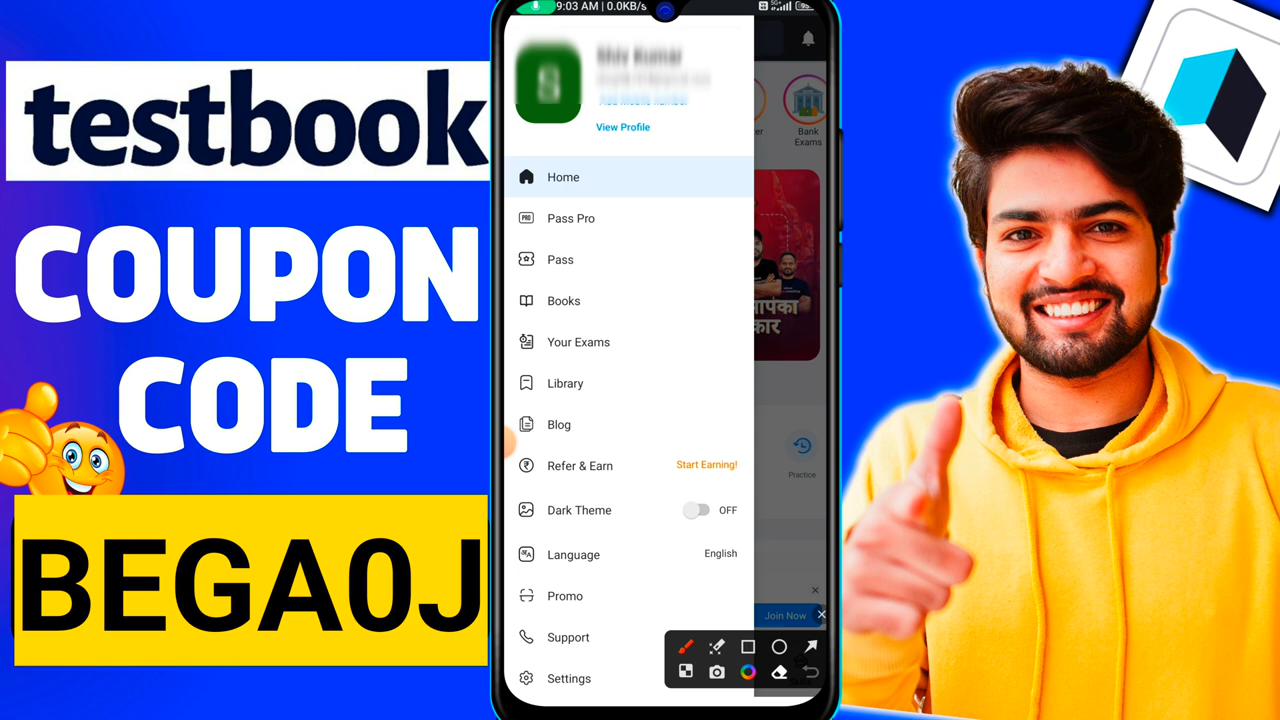 testbook
COUPON
CODE
BEGA0J
9:03 AM | 0.0KB/s
5G+
S
View Profile
Home
Pass Pro
Pass
Books
Your Exams
Library
Blog
Refer & Earn
Start Earning!
Dark Theme
OFF
Language
English
Promo
Support
Settings
Bank
Exams
Practice
Join Now